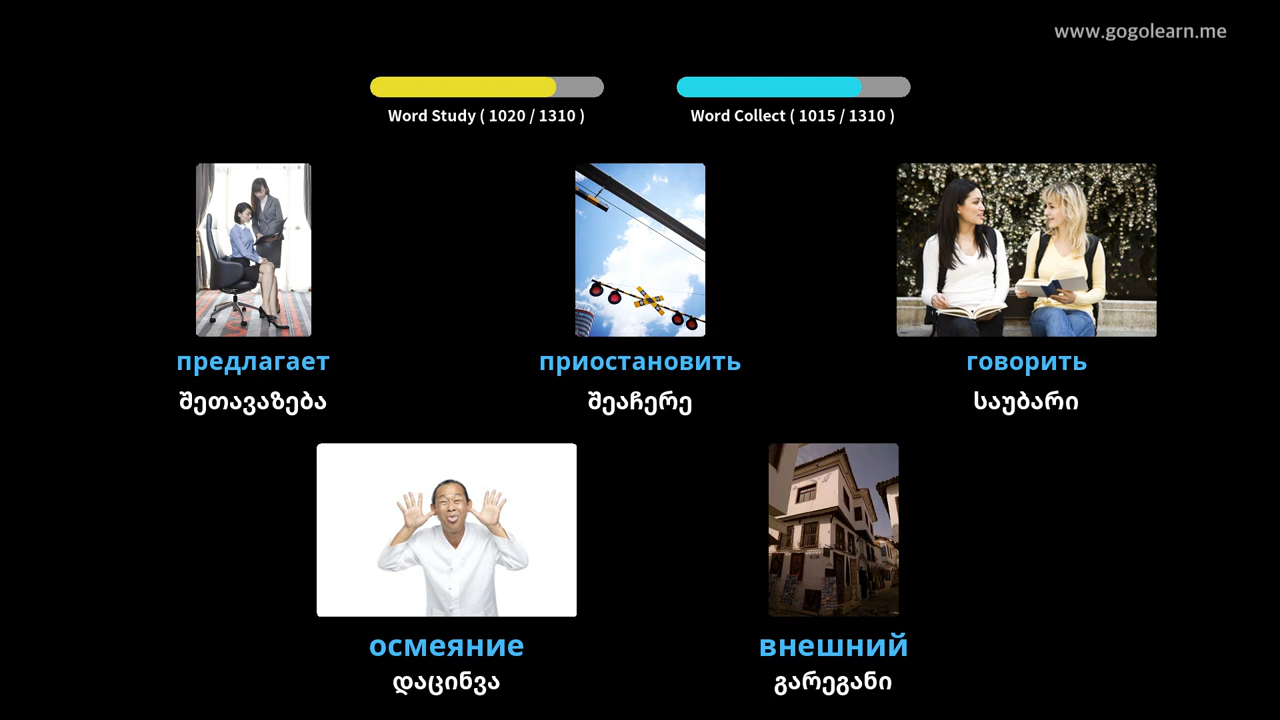 www.gogolearn.me
Word Study ( 1020 / 1310 )
Word Collect ( 1015 / 1310 )
предлагает
приостановить
говорить
შეთავაზება
შეაჩერე
საუბარი
осмеяние
внешний
დაცინვა
გარეგანი